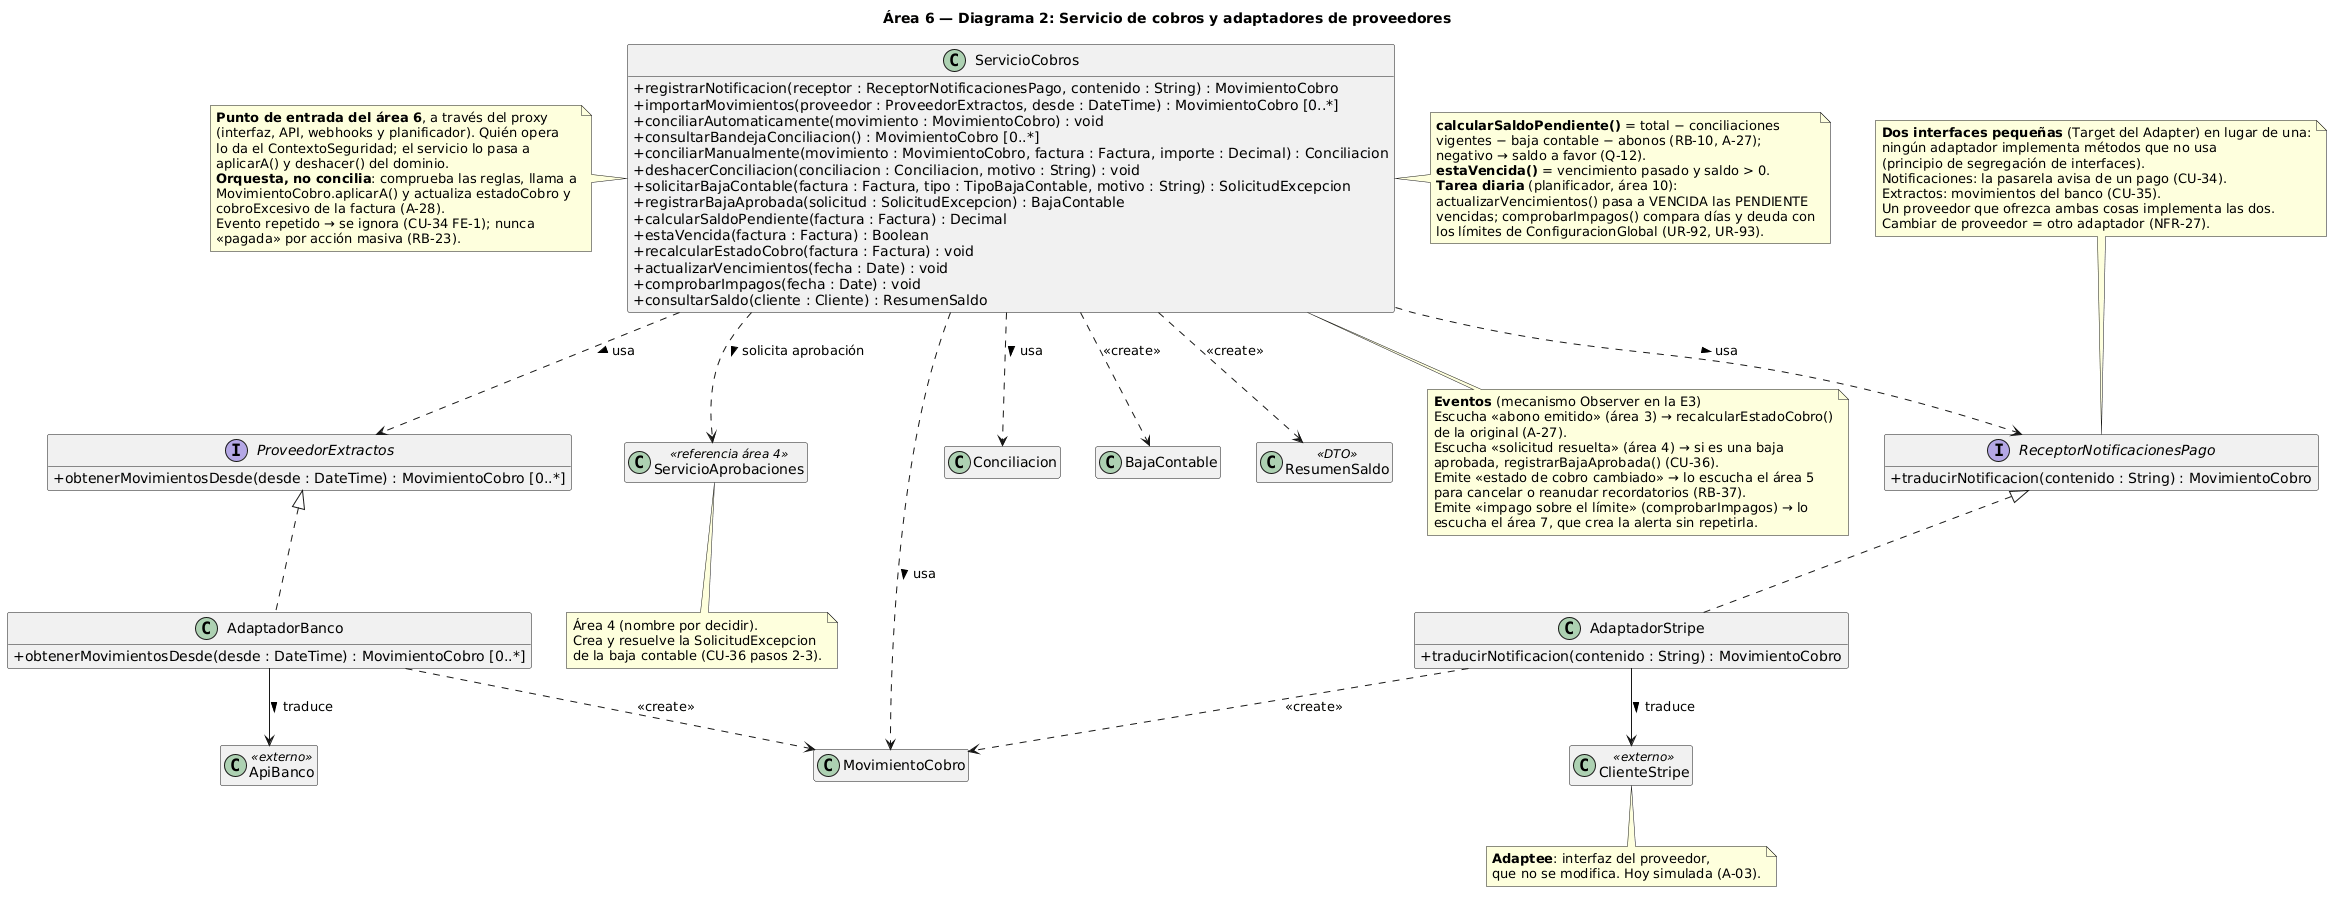 Área 6 — Diagrama 2: Servicio de cobros y adaptadores de proveedores
ServicioCobros
+registrarNotificacion(receptor : ReceptorNotificacionesPago, contenido : String) : MovimientoCobro
+importarMovimientos(proveedor : ProveedorExtractos, desde : DateTime) : MovimientoCobro [0..*]
+conciliarAutomaticamente(movimiento : MovimientoCobro) : void
+consultarBandejaConciliacion() : MovimientoCobro [0..*]
+conciliarManualmente(movimiento : MovimientoCobro, factura : Factura, importe : Decimal) : Conciliacion
+deshacerConciliacion(conciliacion : Conciliacion, motivo : String) : void
+solicitarBajaContable(factura : Factura, tipo : TipoBajaContable, motivo : String) : SolicitudExcepcion
+registrarBajaAprobada(solicitud : SolicitudExcepcion) : BajaContable
+calcularSaldoPendiente(factura : Factura) : Decimal
+estaVencida(factura : Factura) : Boolean
+recalcularEstadoCobro(factura : Factura) : void
+actualizarVencimientos(fecha : Date) : void
+comprobarImpagos(fecha : Date) : void
+consultarSaldo(cliente : Cliente) : ResumenSaldo
Punto de entrada del área 6, a través del proxy
(interfaz, API, webhooks y planificador). Quién opera
lo da el ContextoSeguridad; el servicio lo pasa a
aplicarA() y deshacer() del dominio.
Orquesta, no concilia: comprueba las reglas, llama a
MovimientoCobro.aplicarA() y actualiza estadoCobro y
cobroExcesivo de la factura (A-28).
Evento repetido → se ignora (CU-34 FE-1); nunca
«pagada» por acción masiva (RB-23).
calcularSaldoPendiente() = total − conciliaciones
vigentes − baja contable − abonos (RB-10, A-27);
negativo → saldo a favor (Q-12).
estaVencida() = vencimiento pasado y saldo > 0.
Tarea diaria (planificador, área 10):
actualizarVencimientos() pasa a VENCIDA las PENDIENTE
vencidas; comprobarImpagos() compara días y deuda con
los límites de ConfiguracionGlobal (UR-92, UR-93).
Dos interfaces pequeñas (Target del Adapter) en lugar de una:
ningún adaptador implementa métodos que no usa
(principio de segregación de interfaces).
Notificaciones: la pasarela avisa de un pago (CU-34).
Extractos: movimientos del banco (CU-35).
Un proveedor que ofrezca ambas cosas implementa las dos.
Cambiar de proveedor = otro adaptador (NFR-27).
usa
solicita aprobación
usa
«create»
«create»
usa
Eventos (mecanismo Observer en la E3)
Escucha «abono emitido» (área 3) → recalcularEstadoCobro()
de la original (A-27).
Escucha «solicitud resuelta» (área 4) → si es una baja
aprobada, registrarBajaAprobada() (CU-36).
Emite «estado de cobro cambiado» → lo escucha el área 5
para cancelar o reanudar recordatorios (RB-37).
Emite «impago sobre el límite» (comprobarImpagos) → lo
escucha el área 7, que crea la alerta sin repetirla.
ProveedorExtractos
+obtenerMovimientosDesde(desde : DateTime) : MovimientoCobro [0..*]
«referencia área 4»
ServicioAprobaciones
Conciliacion
BajaContable
«DTO»
ResumenSaldo
ReceptorNotificacionesPago
+traducirNotificacion(contenido : String) : MovimientoCobro
usa
AdaptadorBanco
+obtenerMovimientosDesde(desde : DateTime) : MovimientoCobro [0..*]
Área 4 (nombre por decidir).
Crea y resuelve la SolicitudExcepcion
de la baja contable (CU-36 pasos 2-3).
AdaptadorStripe
+traducirNotificacion(contenido : String) : MovimientoCobro
traduce
«create»
«create»
traduce
«externo»
ApiBanco
MovimientoCobro
«externo»
ClienteStripe
Adaptee: interfaz del proveedor,
que no se modifica. Hoy simulada (A-03).